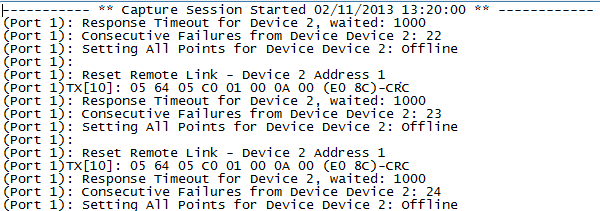 |----------- ** Capture Session Started 02/11/2013 13:20:00 ** ------------
(Port 1): Response Timeout for Device 2, waited: 1000
(Port 1): Consecutive Failures from Device Device 2: 22
(Port 1): Setting All Points for Device Device 2: Offline
(Port 1):
(Port 1): Reset Remote Link - Device 2 Address 1
(Port 1)TX[10]: 05 64 05 C0 01 00 0A 00 (E0 8C)-CRC
(Port 1): Response Timeout for Device 2, waited: 1000
(Port 1): Consecutive Failures from Device Device 2: 23
(Port 1): Setting All Points for Device Device 2: Offline
(Port 1):
(Port 1): Reset Remote Link - Device 2 Address 1
(Port 1)TX[10]: 05 64 05 C0 01 00 0A 00 (E0 8C)-CRC
(Port 1): Response Timeout for Device 2, waited: 1000
(Port 1): Consecutive Failures from Device Device 2: 24
(Port 1): Setting All Points for Device Device 2: Offline